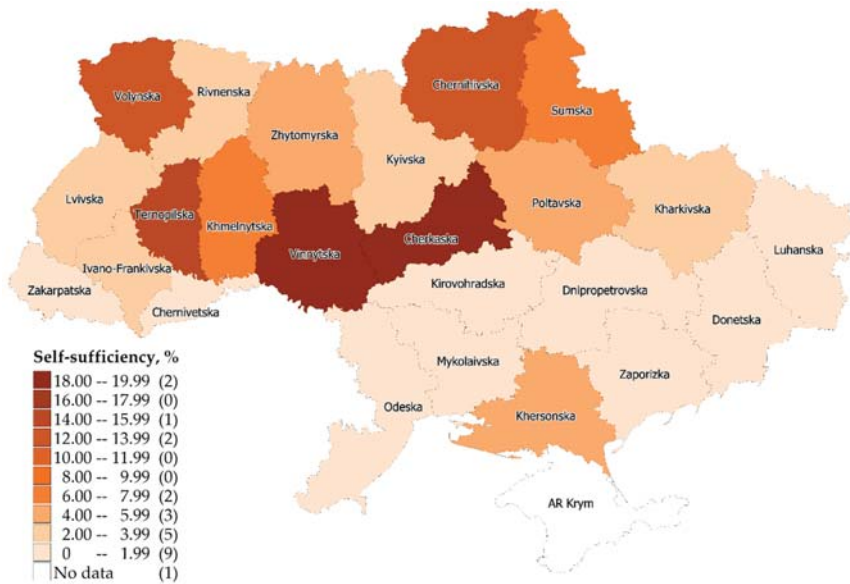 Volynska
Rivnenska
Chernihivska
Sumska
Zhytomyrska
Kyivska
Lvivska
Ternopilska
Khmelnytska
Poltavska
Kharkivska
Vinnytska
Cherkaska
Luhanska
Ivano-Frankivska
Zakarpatska
Chernivetska
Kirovohradska
Dnipropetrovska
Donetska
Mykolaivska
Zaporizka
Odeska
Khersonska
AR Krym
Self-sufficiency, %
18.00 -- 19.99 (2)
16.00 -- 17.99 (0)
14.00 -- 15.99 (1)
12.00 -- 13.99 (2)
10.00 -- 11.99 (0)
8.00 -- 9.99 (0)
6.00 -- 7.99 (2)
4.00 -- 5.99 (3)
2.00 -- 3.99 (5)
0 -- 1.99 (9)
No data (1)